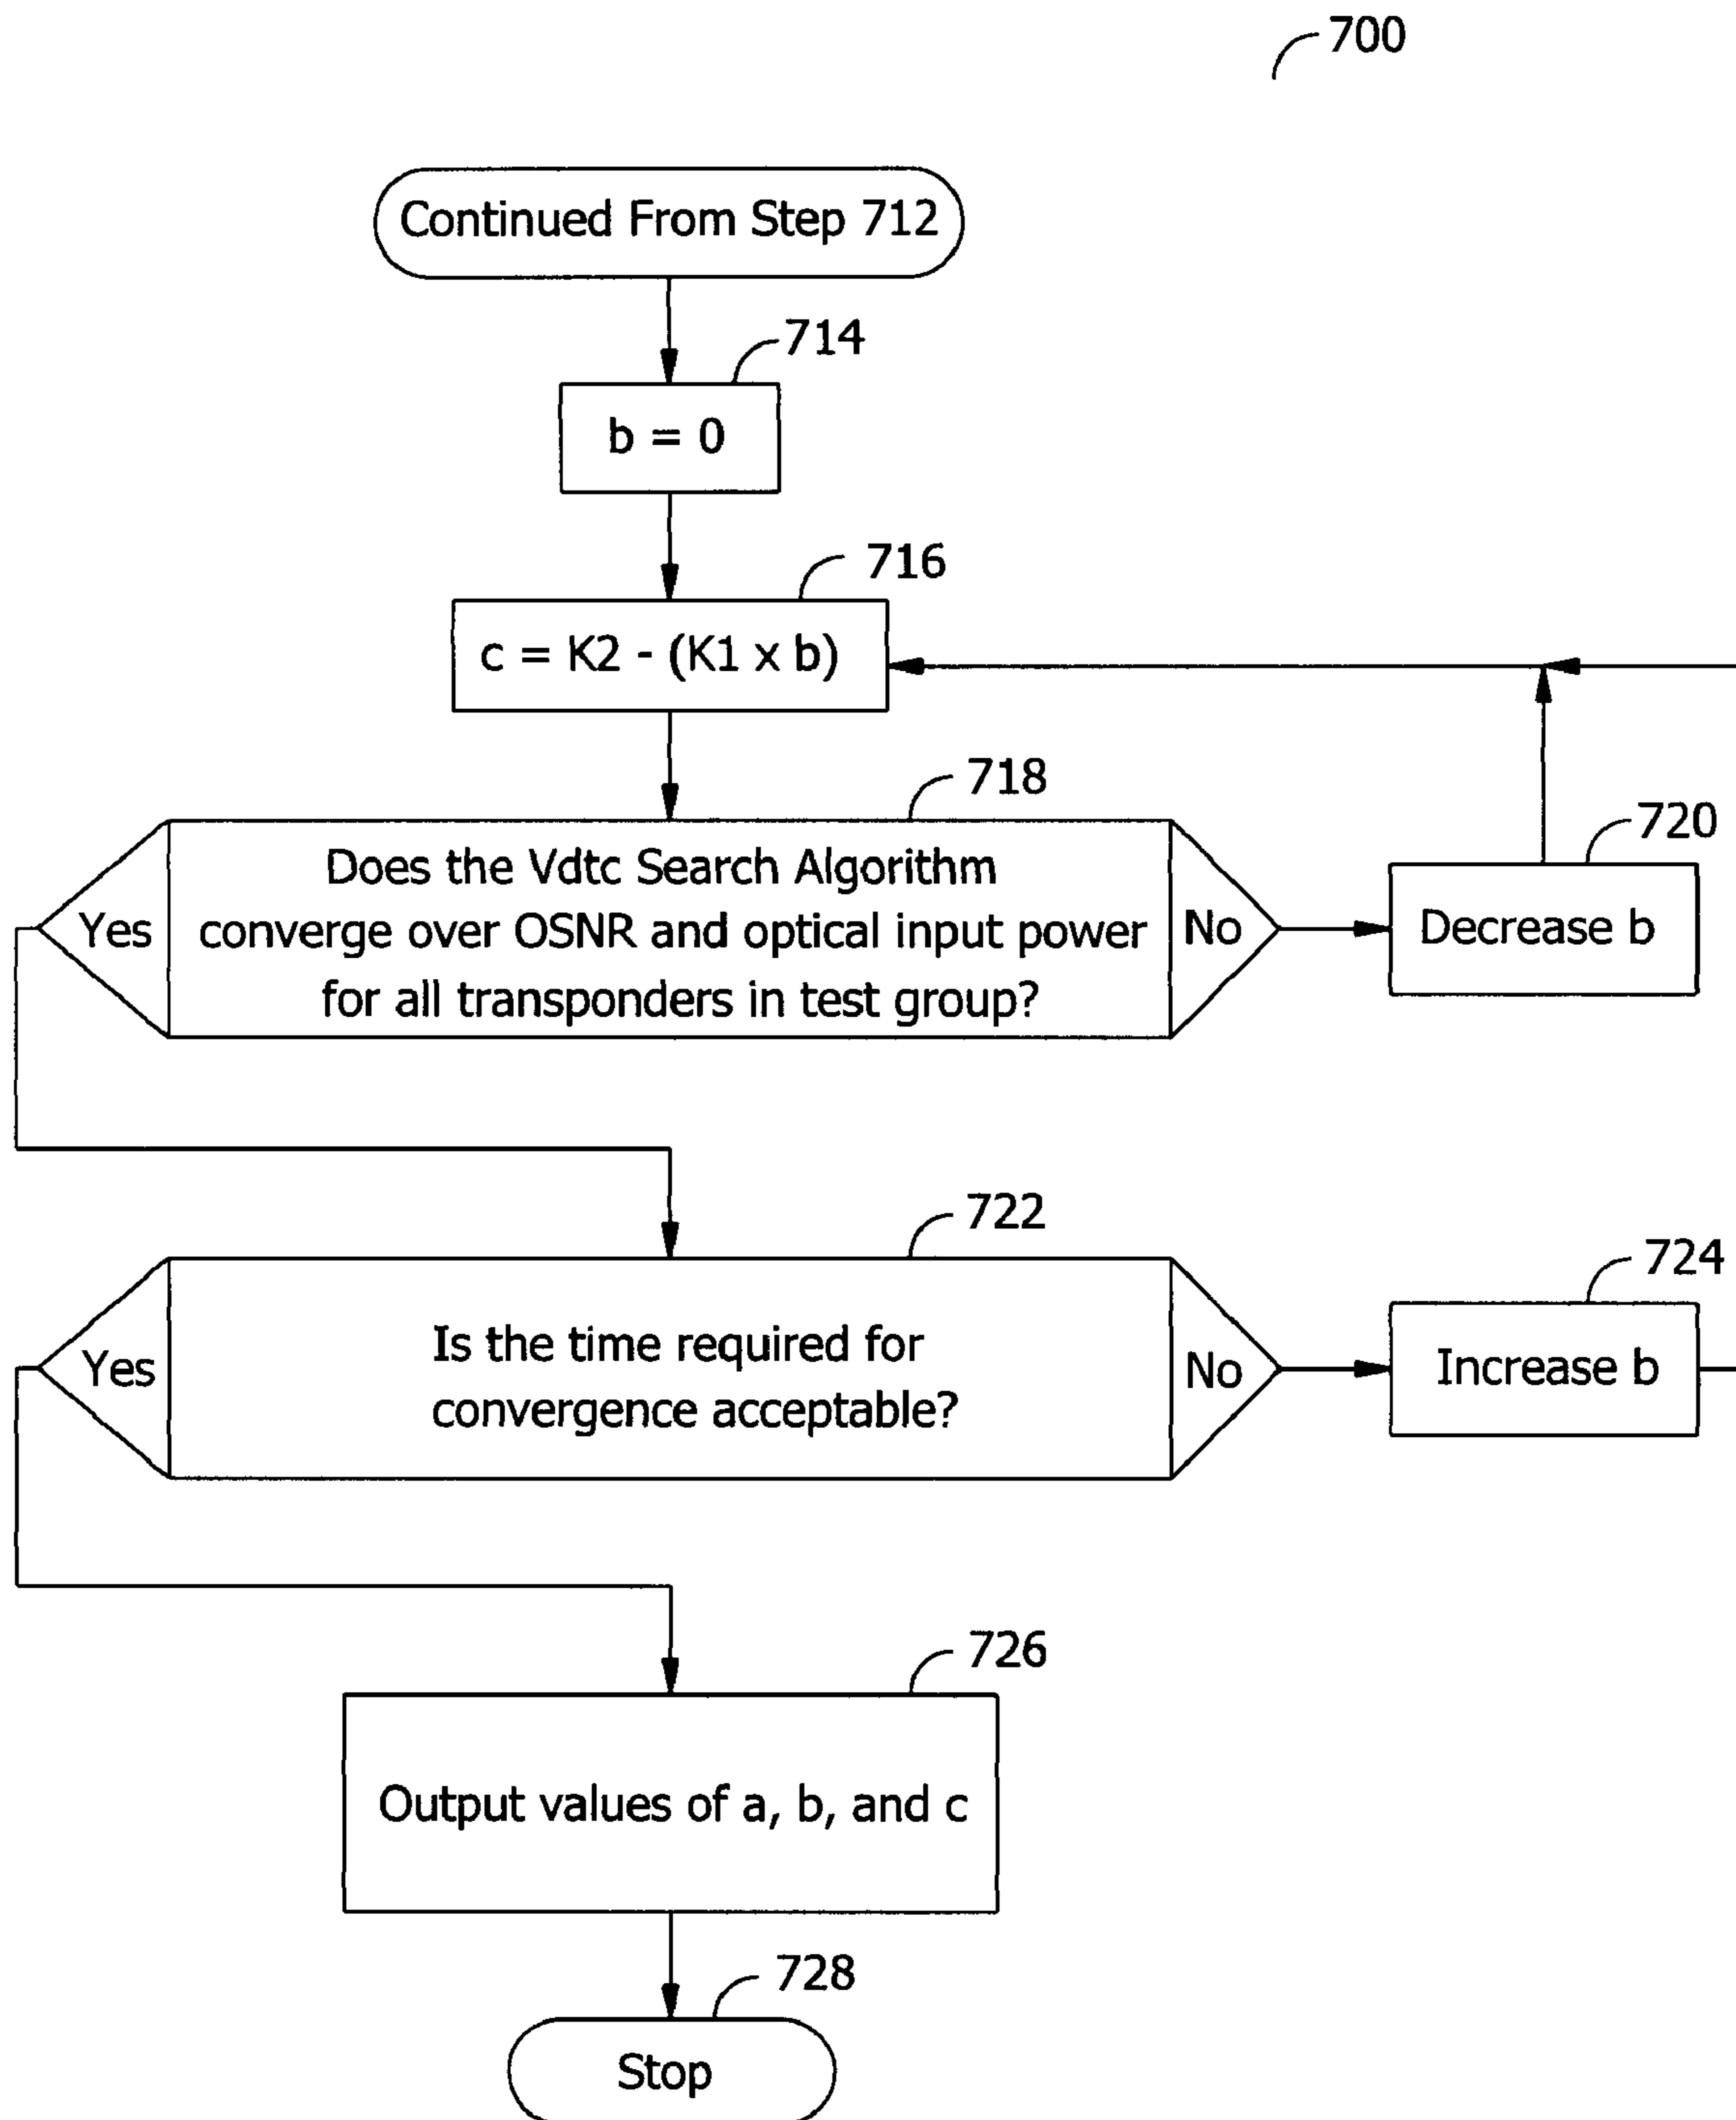 700
Continued From Step 712
714
b = 0
716
c = K2 - (K1 x b)
718
Does the Vdtc Search Algorithm
converge over OSNR and optical input power
for all transponders in test group?
Yes
No
720
Decrease b
722
Is the time required for
convergence acceptable?
Yes
No
724
Increase b
726
Output values of a, b, and c
728
Stop